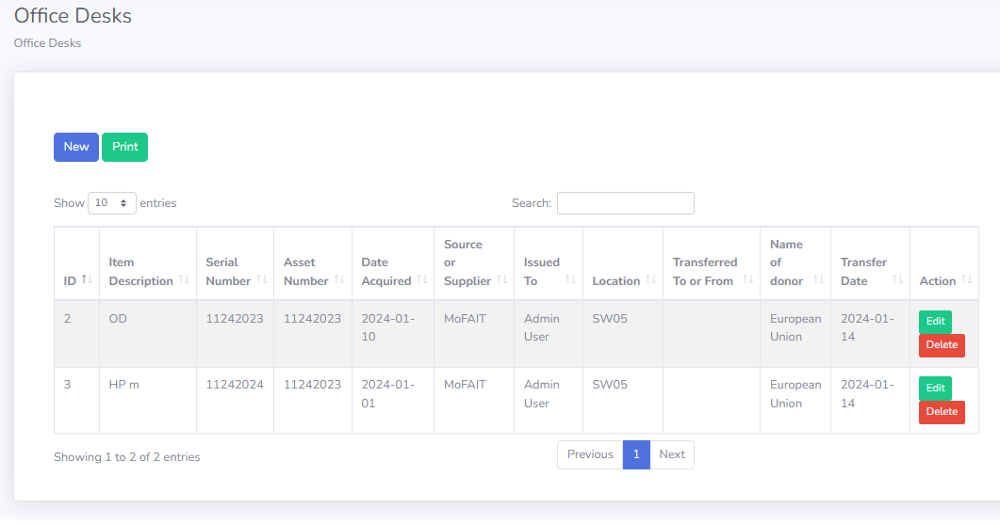 Office Desks
Office Desks
New Print
Show 10 entries Search:
ID Item Description Serial Number Asset Number Date Acquired Source or Supplier Issued To Location Transferred To or From Name of donor Transfer Date Action
2 OD 11242023 11242023 2024-01-10 MoFAIT Admin User SW05 European Union 2024-01-14 Edit Delete
3 HP m 11242024 11242023 2024-01-01 MoFAIT Admin User SW05 European Union 2024-01-14 Edit Delete
Showing 1 to 2 of 2 entries Previous 1 Next